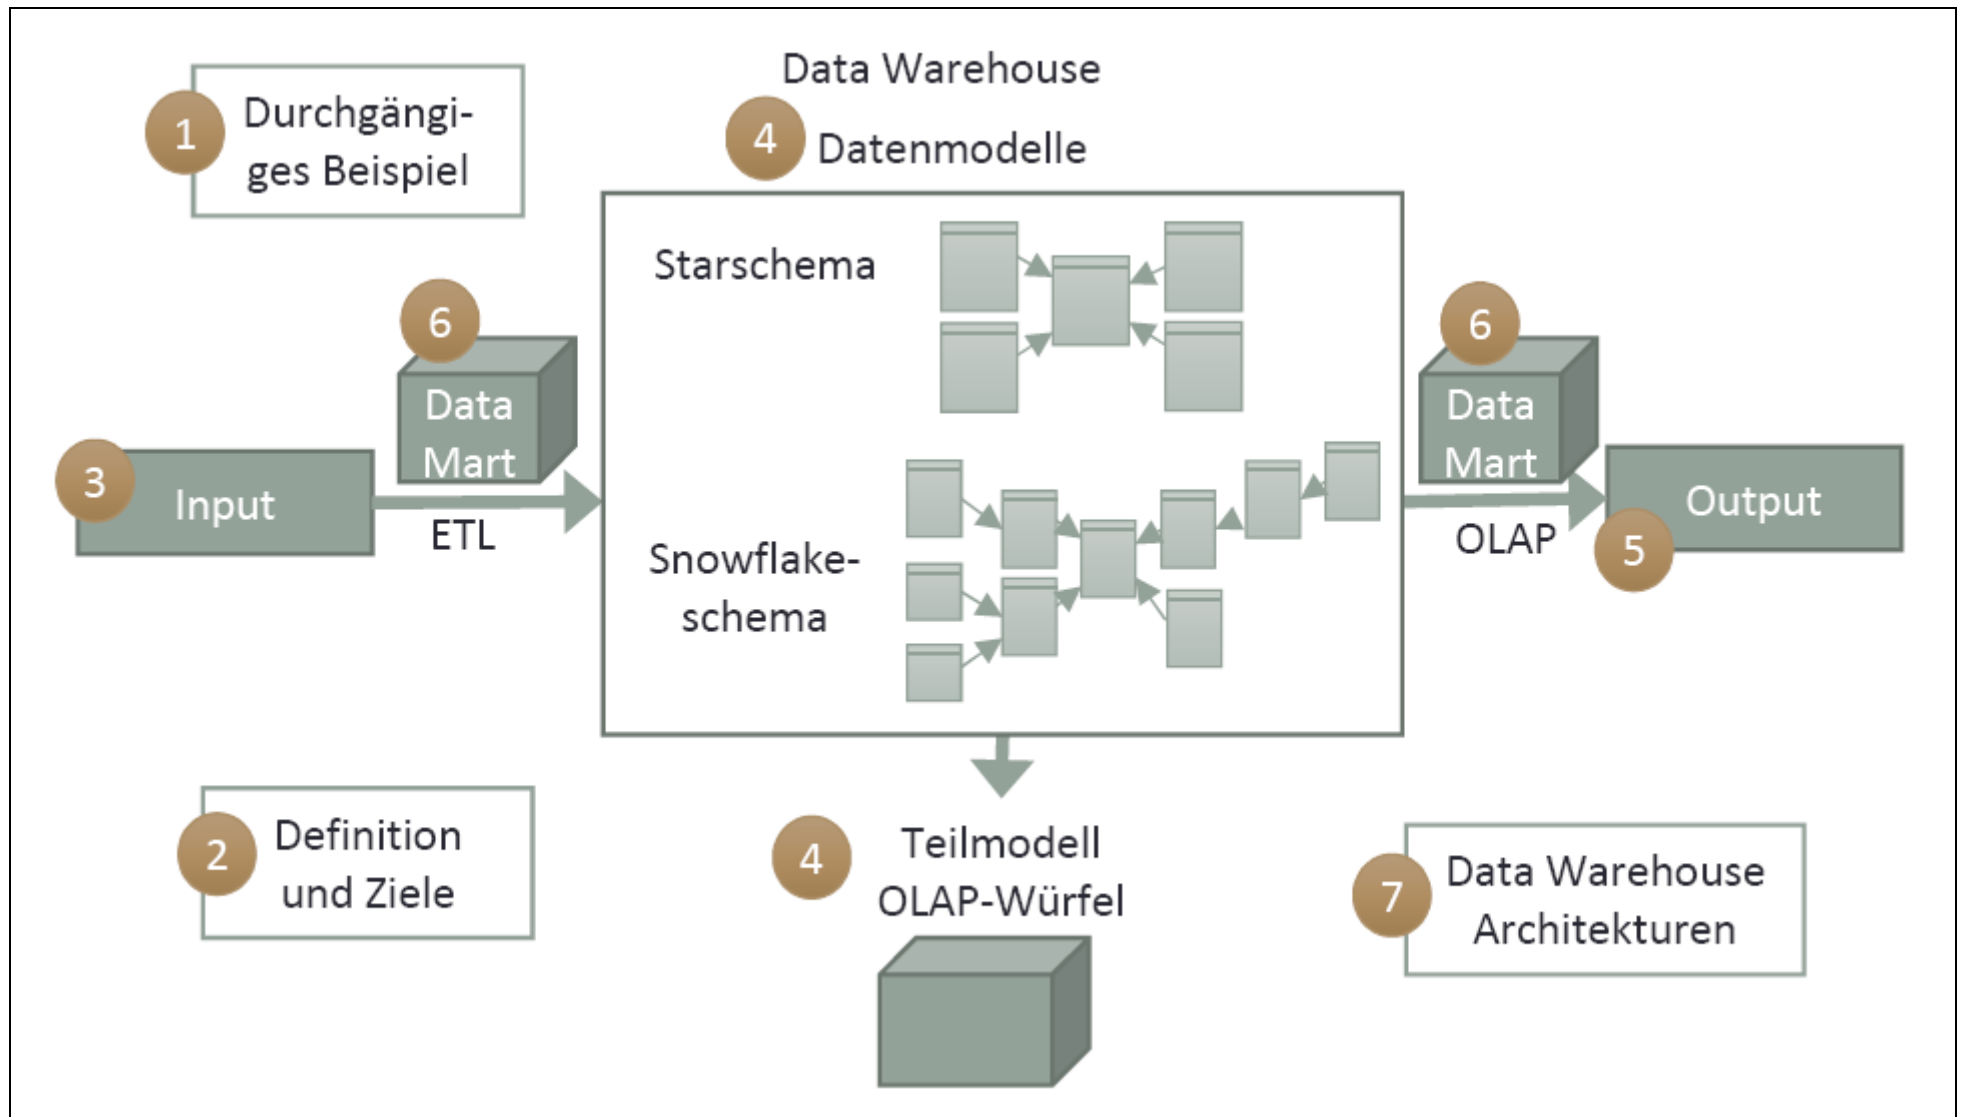 1
Durchgängi-
ges Beispiel
Data Warehouse
4
Datenmodelle
Starschema
6
Data
Mart
3
Input
ETL
Snowflake-
schema
6
Data
Mart
Output
OLAP
5
2
Definition
und Ziele
4
Teilmodell
OLAP-Würfel
7
Data Warehouse
Architekturen